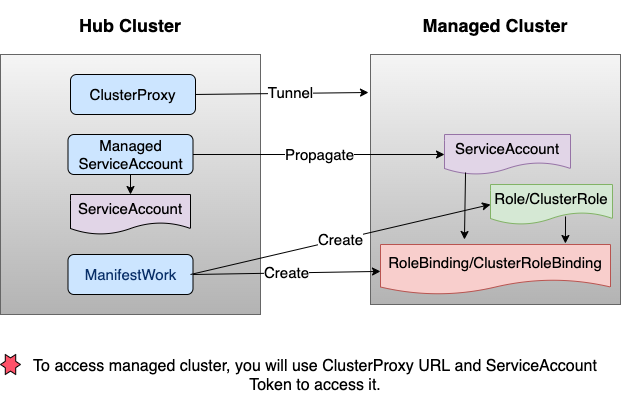 Hub Cluster
Managed Cluster
ClusterProxy
Tunnel
Managed
ServiceAccount
Propagate
ServiceAccount
ServiceAccount
Role/ClusterRole
Create
ManifestWork
Create
RoleBinding/ClusterRoleBinding
To access managed cluster, you will use ClusterProxy URL and ServiceAccount
Token to access it.